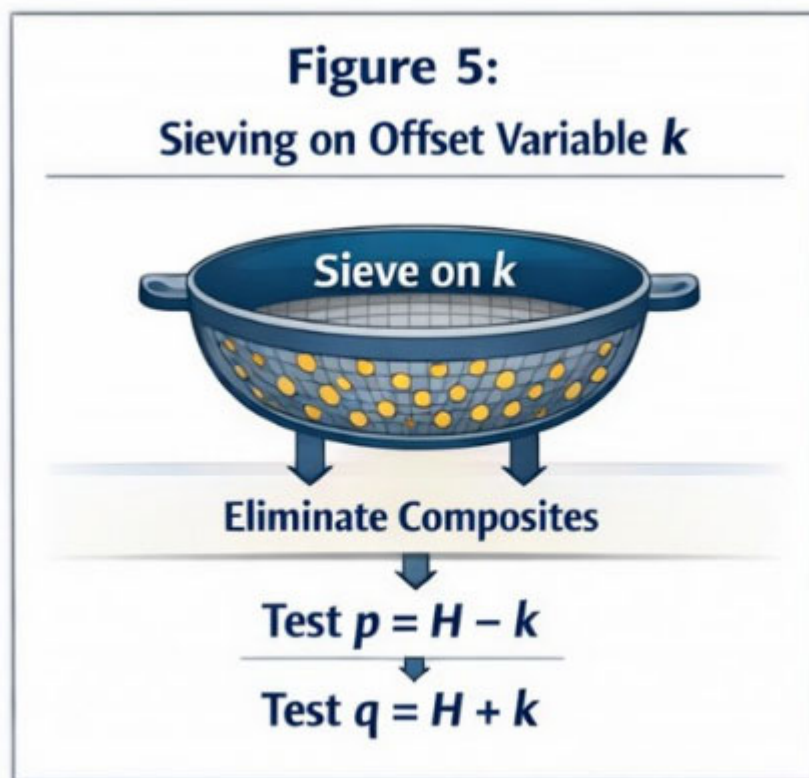 Figure 5:
Sieving on Offset Variable k
Sieve on k
Eliminate Composites
Test p = H − k
Test q = H + k